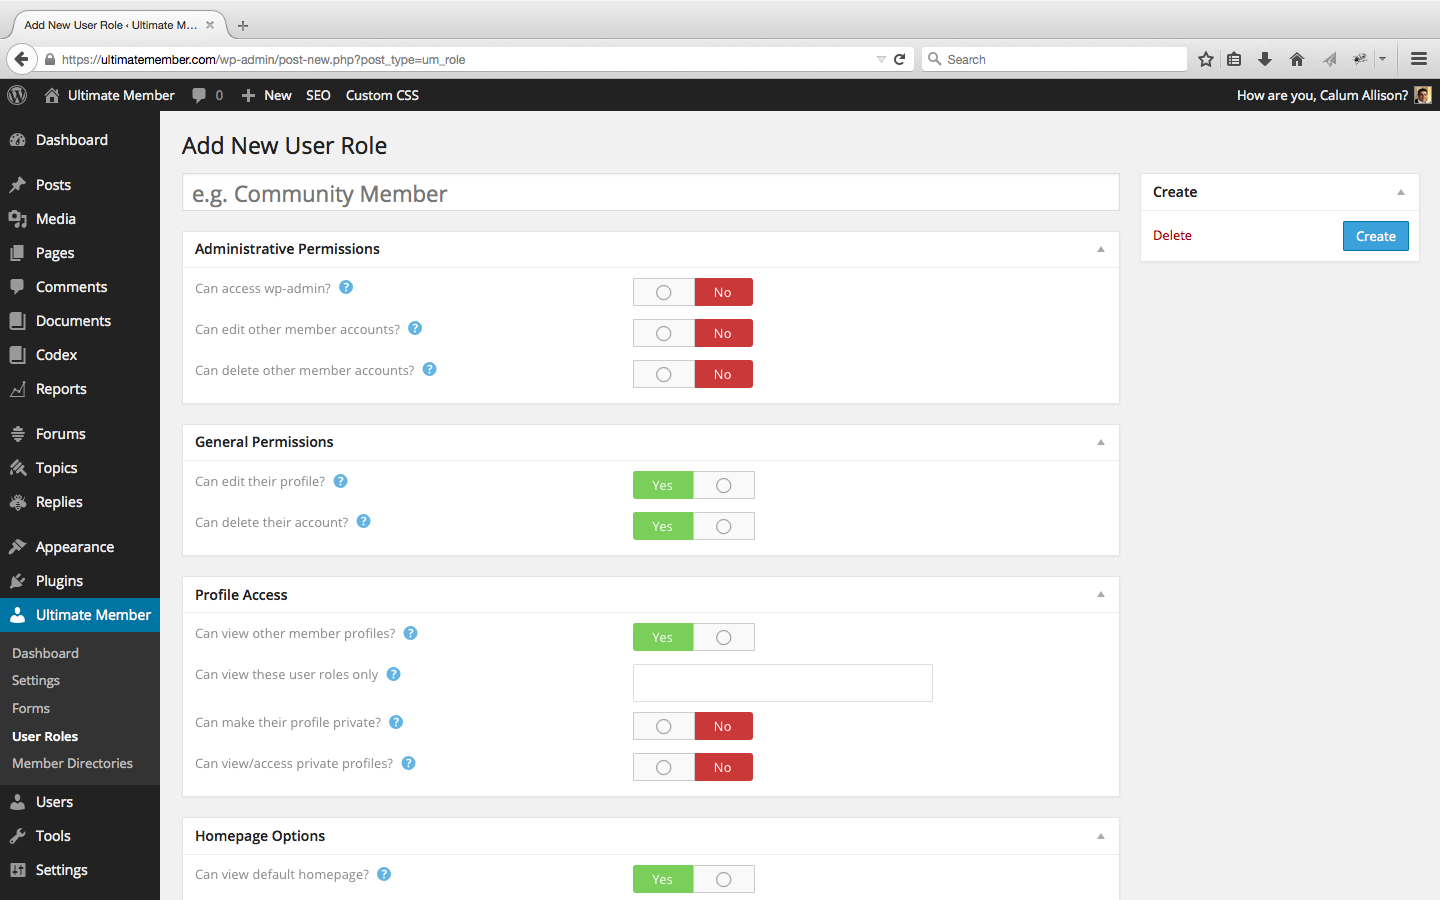 Add New User Role ‹ Ultimate M...
https://ultimatemember.com/wp-admin/post-new.php?post_type=um_role
Search
Ultimate Member
0
New
SEO
Custom CSS
How are you, Calum Allison?
Dashboard
Posts
Media
Pages
Comments
Documents
Codex
Reports
Forums
Topics
Replies
Appearance
Plugins
Ultimate Member
Dashboard
Settings
Forms
User Roles
Member Directories
Users
Tools
Settings
Add New User Role
e.g. Community Member
Administrative Permissions
Can access wp-admin? ?
No
Can edit other member accounts? ?
No
Can delete other member accounts? ?
No
General Permissions
Can edit their profile? ?
Yes
Can delete their account? ?
Yes
Profile Access
Can view other member profiles? ?
Yes
Can view these user roles only ?
Can make their profile private? ?
No
Can view/access private profiles? ?
No
Homepage Options
Can view default homepage? ?
Yes
Create
Delete
Create